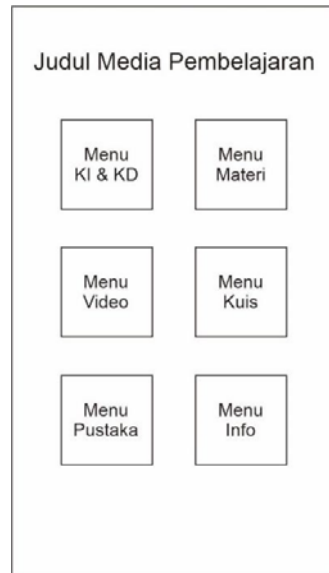 Judul Media Pembelajaran
Menu
KI & KD
Menu
Materi
Menu
Video
Menu
Kuis
Menu
Pustaka
Menu
Info